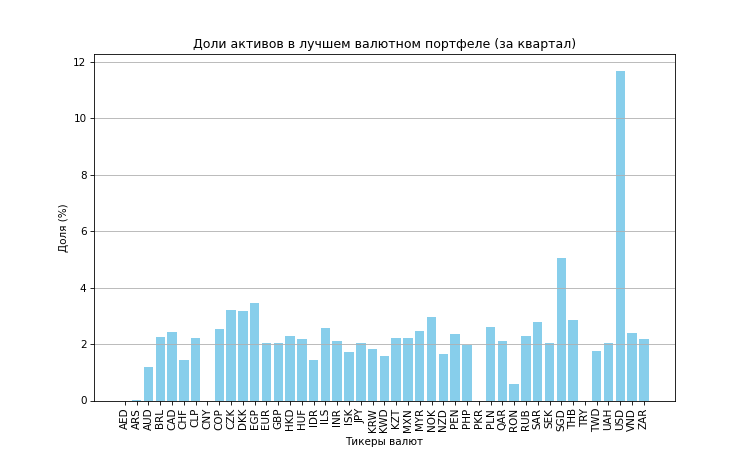 Доли активов в лучшем валютном портфеле (за квартал)
Доля (%)
12
10
8
6
4
2
0
AED ARS AUD BRL CAD CHF CLP CNY COP CZK DKK EGP EUR GBP HKD HUF IDR ILS INR ISK JPY KRW KWD KZT MXN MYR NOK NZD PEN PHP PKR PLN QAR RON RUB SAR SEK SGD THB TRY TWD UAH USD VND ZAR
Тикеры валют